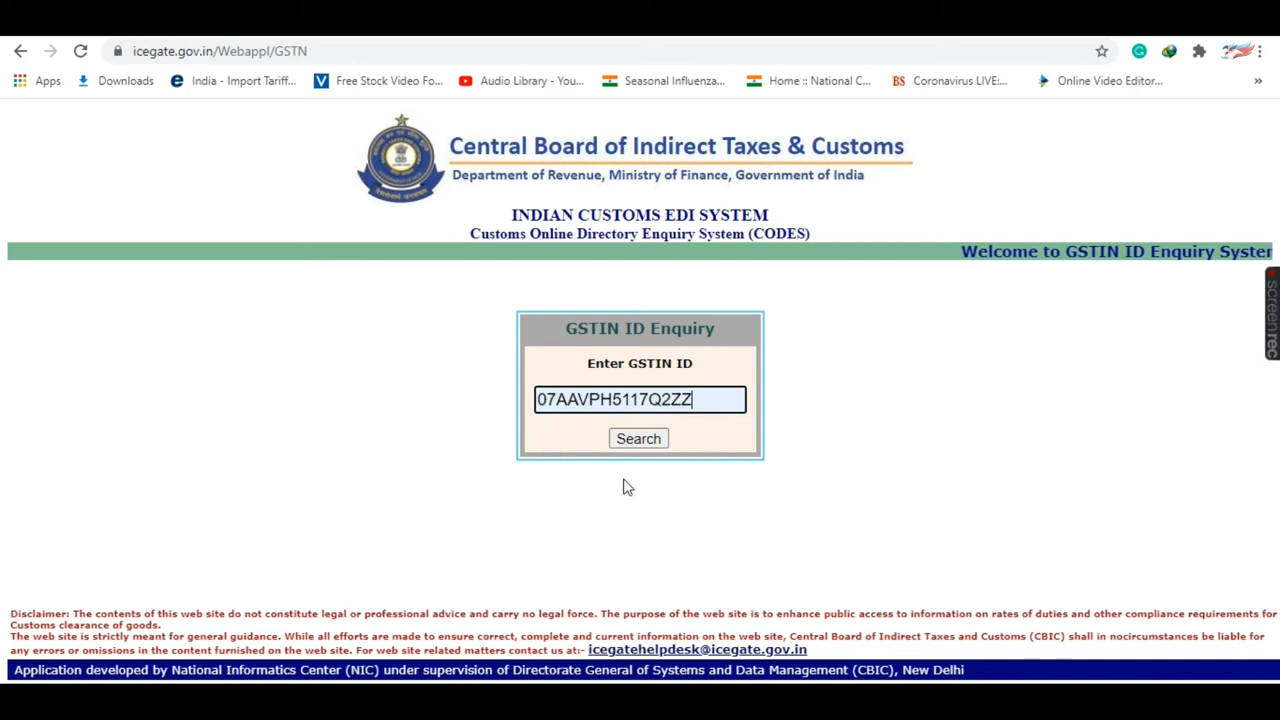 icegate.gov.in/Webappl/GSTN
Apps Downloads India - Import Tariff... Free Stock Video Fo... Audio Library - You... Seasonal Influenza... Home :: National C... BS Coronavirus LIVE:... Online Video Editor... »
Central Board of Indirect Taxes & Customs
Department of Revenue, Ministry of Finance, Government of India
INDIAN CUSTOMS EDI SYSTEM
Customs Online Directory Enquiry System (CODES)
Welcome to GSTIN ID Enquiry System
screenrec
GSTIN ID Enquiry
Enter GSTIN ID
07AAVPH5117Q2ZZ
Search
Disclaimer: The contents of this web site do not constitute legal or professional advice and carry no legal force. The purpose of the web site is to enhance public access to information on rates of duties and other compliance requirements for
Customs clearance of goods.
The web site is strictly meant for general guidance. While all efforts are made to ensure correct, complete and current information on the web site, Central Board of Indirect Taxes and Customs (CBIC) shall in nocircumstances be liable for
any errors or omissions in the content furnished on the web site. For web site related matters contact us at:- icegatehelpdesk@icegate.gov.in
Application developed by National Informatics Center (NIC) under supervision of Directorate General of Systems and Data Management (CBIC), New Delhi